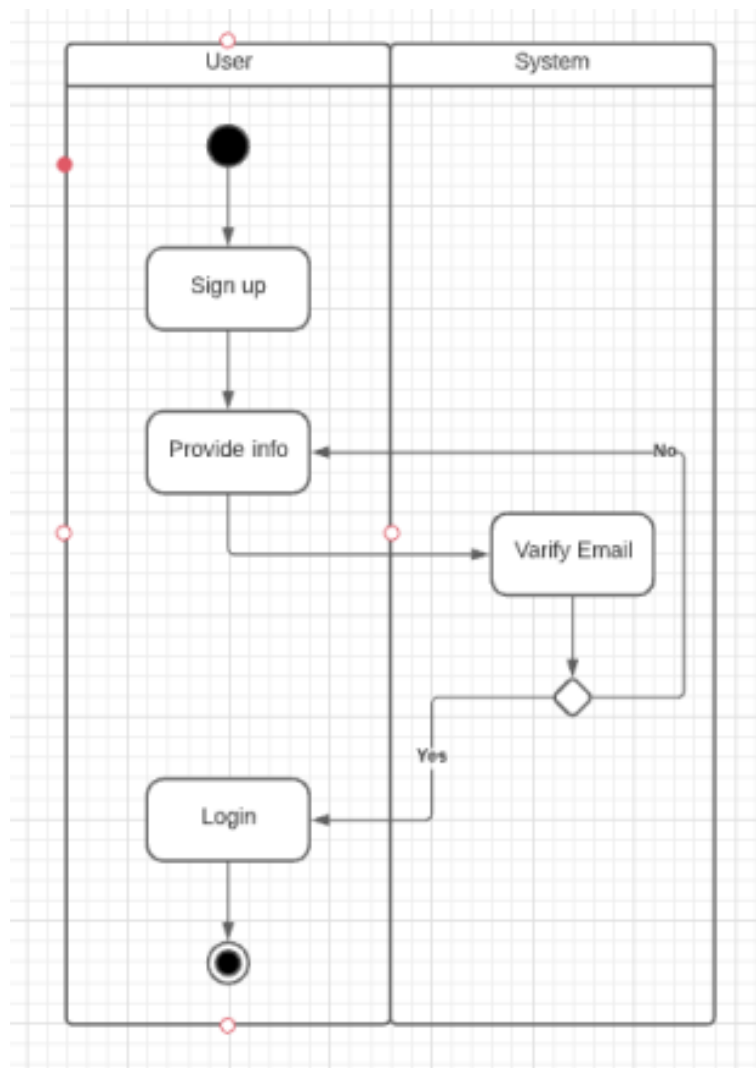 User
System
Sign up
Provide info
No
Varify Email
Yes
Login